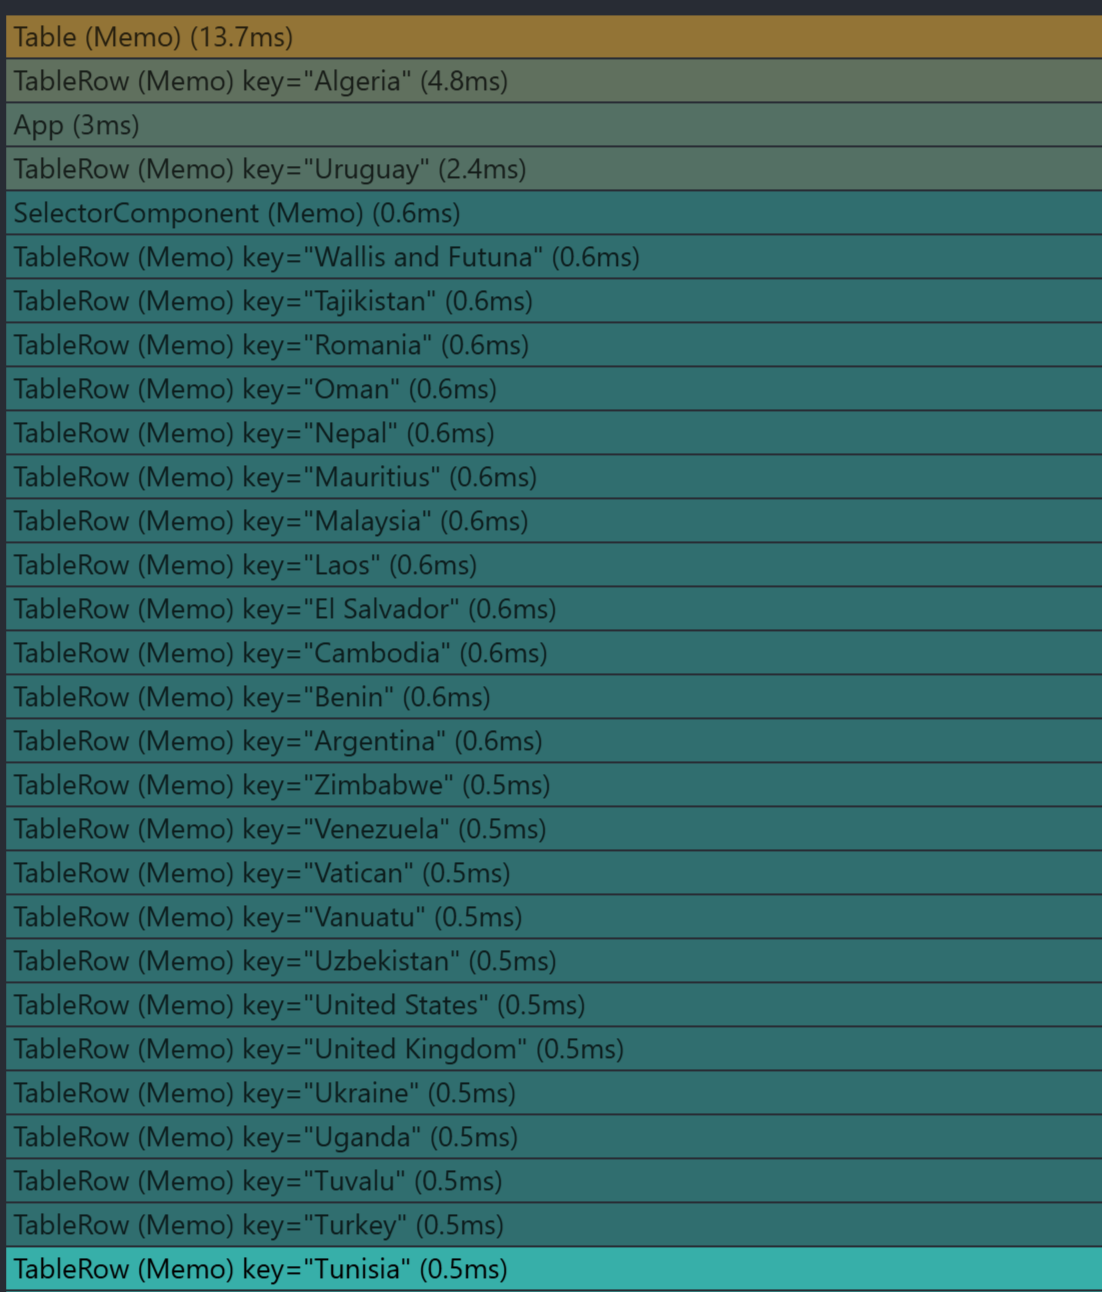 Table (Memo) (13.7ms)
TableRow (Memo) key="Algeria" (4.8ms)
App (3ms)
TableRow (Memo) key="Uruguay" (2.4ms)
SelectorComponent (Memo) (0.6ms)
TableRow (Memo) key="Wallis and Futuna" (0.6ms)
TableRow (Memo) key="Tajikistan" (0.6ms)
TableRow (Memo) key="Romania" (0.6ms)
TableRow (Memo) key="Oman" (0.6ms)
TableRow (Memo) key="Nepal" (0.6ms)
TableRow (Memo) key="Mauritius" (0.6ms)
TableRow (Memo) key="Malaysia" (0.6ms)
TableRow (Memo) key="Laos" (0.6ms)
TableRow (Memo) key="El Salvador" (0.6ms)
TableRow (Memo) key="Cambodia" (0.6ms)
TableRow (Memo) key="Benin" (0.6ms)
TableRow (Memo) key="Argentina" (0.6ms)
TableRow (Memo) key="Zimbabwe" (0.5ms)
TableRow (Memo) key="Venezuela" (0.5ms)
TableRow (Memo) key="Vatican" (0.5ms)
TableRow (Memo) key="Vanuatu" (0.5ms)
TableRow (Memo) key="Uzbekistan" (0.5ms)
TableRow (Memo) key="United States" (0.5ms)
TableRow (Memo) key="United Kingdom" (0.5ms)
TableRow (Memo) key="Ukraine" (0.5ms)
TableRow (Memo) key="Uganda" (0.5ms)
TableRow (Memo) key="Tuvalu" (0.5ms)
TableRow (Memo) key="Turkey" (0.5ms)
TableRow (Memo) key="Tunisia" (0.5ms)